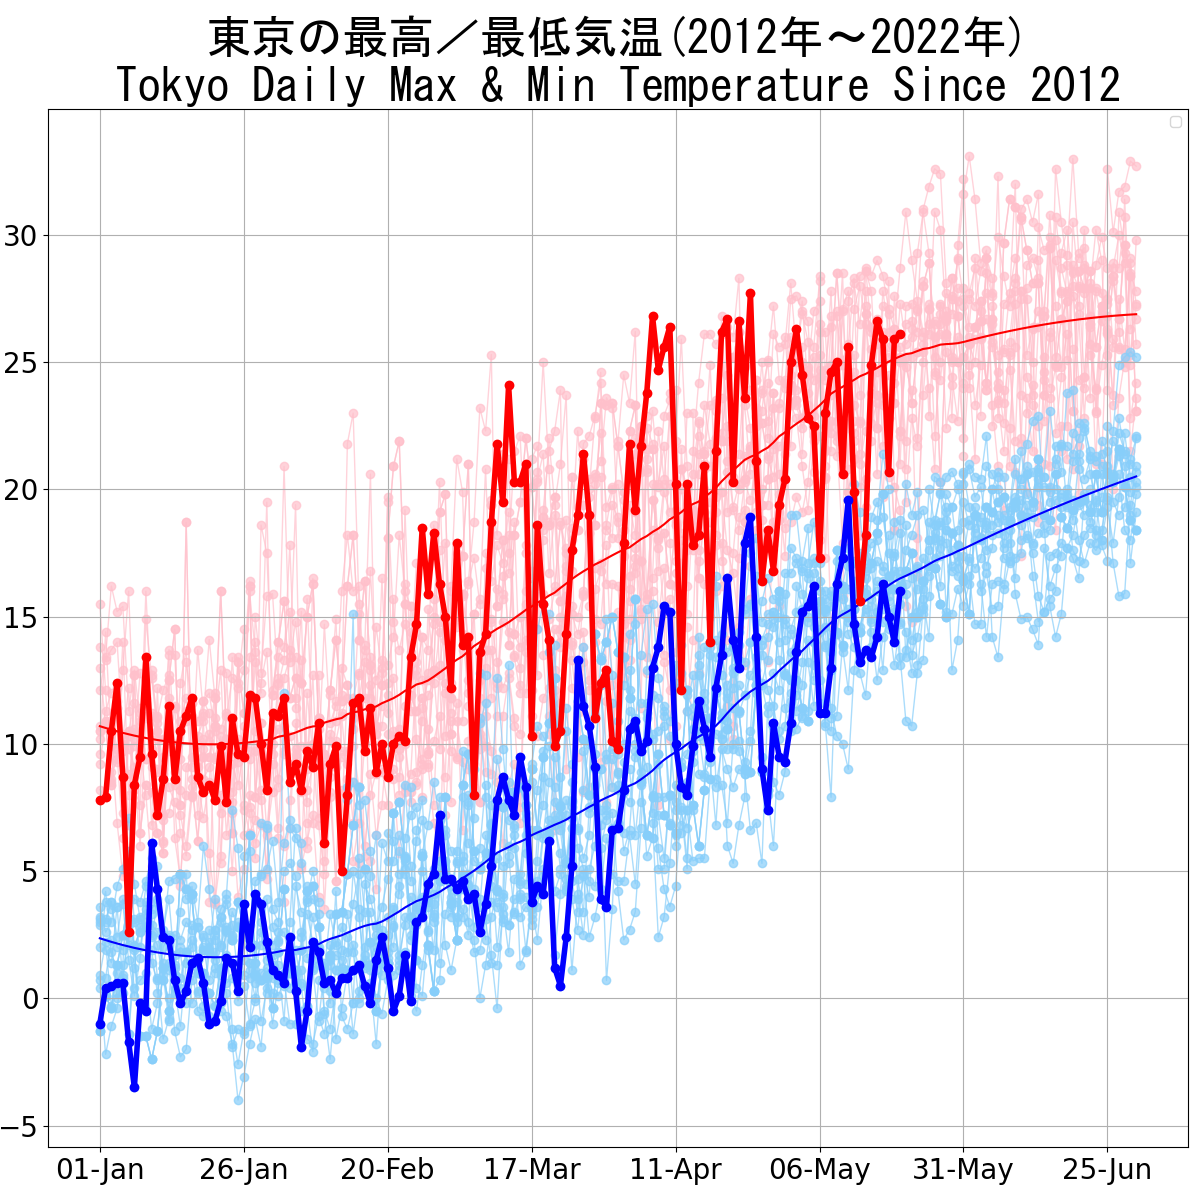 東京の最高／最低気温(2012年～2022年)
Tokyo Daily Max & Min Temperature Since 2012
30
25
20
15
10
5
0
−5
01-Jan 26-Jan 20-Feb 17-Mar 11-Apr 06-May 31-May 25-Jun